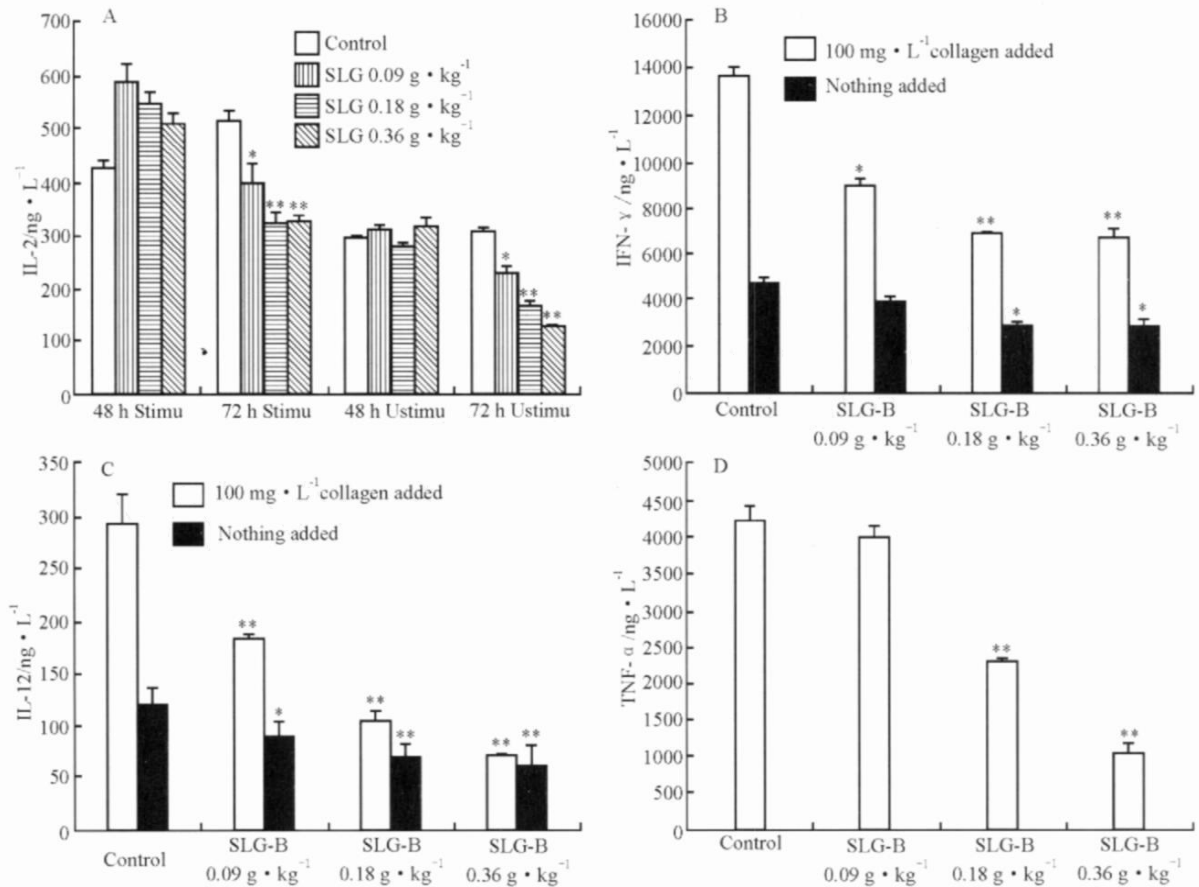 A
700
600
500
400
300
200
100
0
IL-2/ng • L⁻¹
Control
SLG 0.09 g • kg⁻¹
SLG 0.18 g • kg⁻¹
SLG 0.36 g • kg⁻¹
*
** **
*
**
**
48 h Stimu 72 h Stimu 48 h Ustimu 72 h Ustimu
B
16000
14000
12000
10000
8000
6000
4000
2000
0
IFN- γ /ng • L⁻¹
100 mg • L⁻¹collagen added
Nothing added
*
**
**
*
*
Control SLG-B SLG-B SLG-B
0.09 g • kg⁻¹ 0.18 g • kg⁻¹ 0.36 g • kg⁻¹
C
350
300
250
200
150
100
50
0
IL-12/ng • L⁻¹
100 mg • L⁻¹collagen added
Nothing added
**
*
**
**
** **
Control SLG-B SLG-B SLG-B
0.09 g • kg⁻¹ 0.18 g • kg⁻¹ 0.36 g • kg⁻¹
D
5000
4500
4000
3500
3000
2500
2000
1500
1000
500
0
TNF- α /ng • L⁻¹
**
**
Control SLG-B SLG-B SLG-B
0.09 g • kg⁻¹ 0.18 g • kg⁻¹ 0.36 g • kg⁻¹